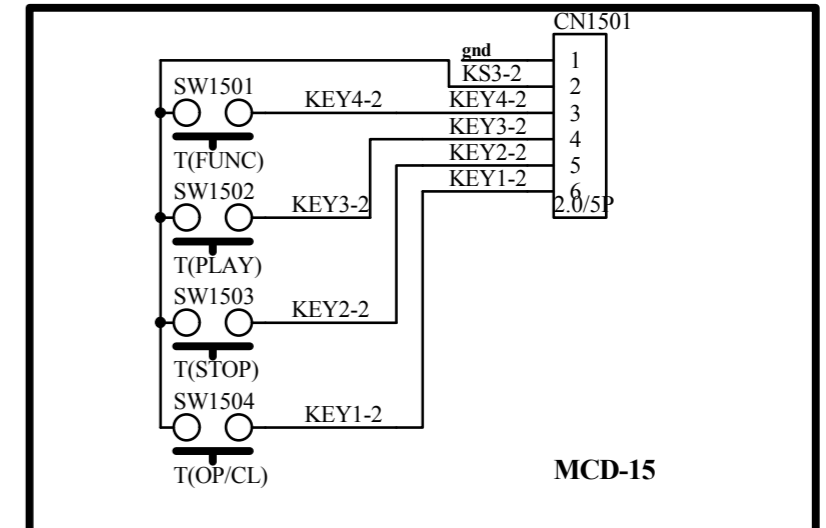 CN1501
gnd
1
KS3-2
2
SW1501
KEY4-2
KEY4-2
3
KEY3-2
4
T(FUNC)
KEY2-2
5
SW1502
KEY3-2
KEY1-2
6
2.0/5P
T(PLAY)
SW1503
KEY2-2
T(STOP)
SW1504
KEY1-2
T(OP/CL)
MCD-15